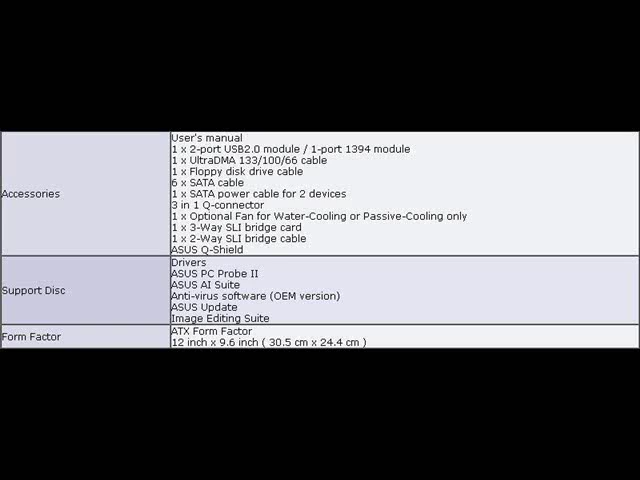 Accessories
User's manual
1 x 2-port USB2.0 module / 1-port 1394 module
1 x UltraDMA 133/100/66 cable
1 x Floppy disk drive cable
6 x SATA cable
1 x SATA power cable for 2 devices
3 in 1 Q-connector
1 x Optional Fan for Water-Cooling or Passive-Cooling only
1 x 3-Way SLI bridge card
1 x 2-Way SLI bridge cable
ASUS Q-Shield
Support Disc
Drivers
ASUS PC Probe II
ASUS AI Suite
Anti-virus software (OEM version)
ASUS Update
Image Editing Suite
Form Factor
ATX Form Factor
12 inch x 9.6 inch ( 30.5 cm x 24.4 cm )